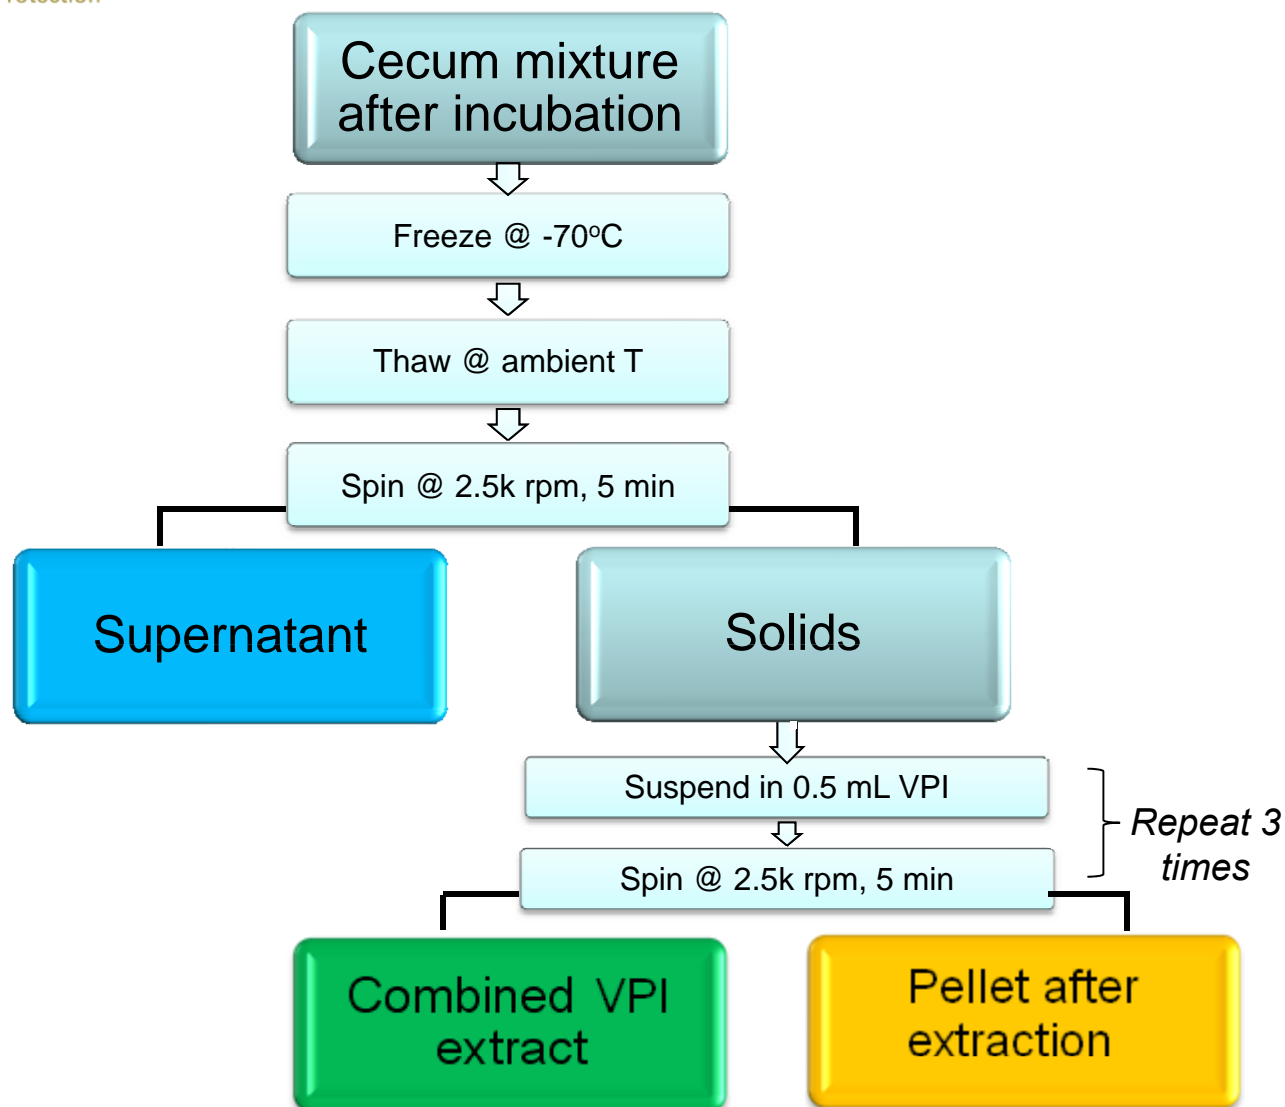 Cecum mixture
after incubation
Freeze @ -70ºC
Thaw @ ambient T
Spin @ 2.5k rpm, 5 min
Supernatant
Solids
Suspend in 0.5 mL VPI
Repeat 3
times
Spin @ 2.5k rpm, 5 min
Combined VPI
extract
Pellet after
extraction